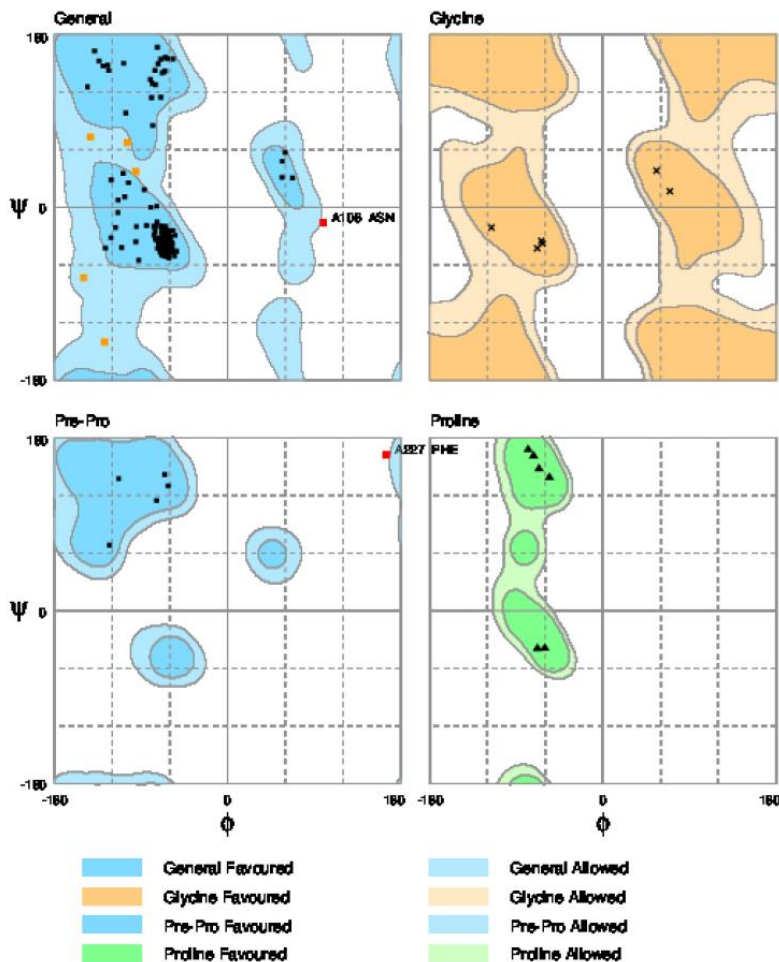 General
Glycine
180
Ψ 0
A106 ASN
-180
Pre-Pro
Proline
180
A227 PHE
Ψ 0
-180
-180 0 180 -180 0 180
Φ Φ
General Favoured General Allowed
Glycine Favoured Glycine Allowed
Pre-Pro Favoured Pre-Pro Allowed
Proline Favoured Proline Allowed